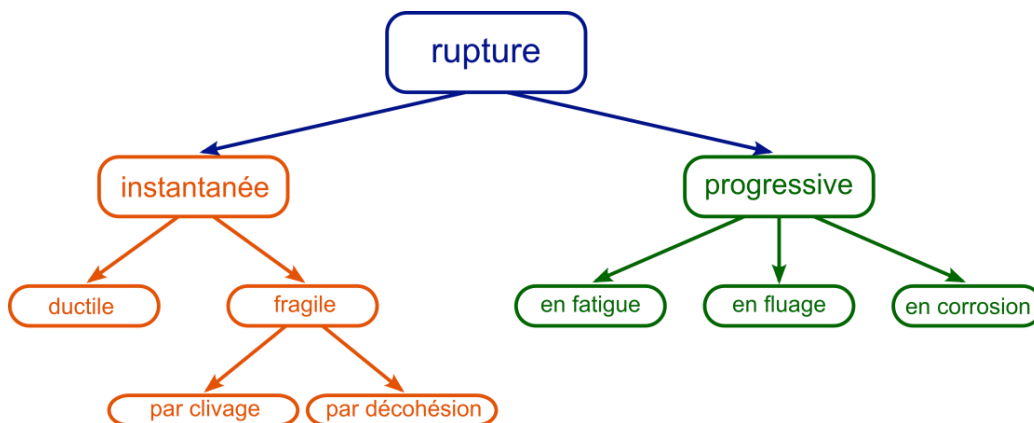 rupture
instantanée
progressive
ductile
fragile
en fatigue
en fluage
en corrosion
par clivage
par décohésion